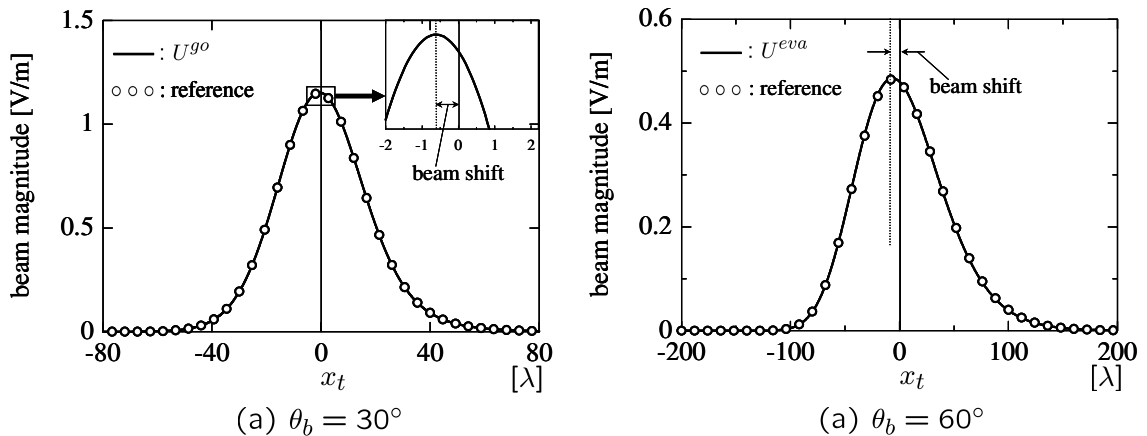 1.5
beam magnitude [V/m]
: U^go
: reference
-2 -1 0 1 2
beam shift
1
0.5
0
-80 -40 0 40 80
x_t [λ]
(a) θ_b = 30°
0.6
beam magnitude [V/m]
: U^eva
: reference
beam shift
0.4
0.2
0
-200 -100 0 100 200
x_t [λ]
(a) θ_b = 60°